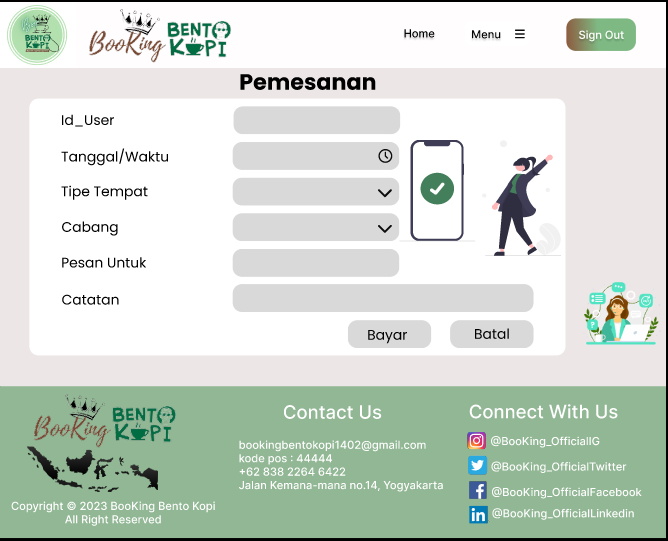 BENTO
KOPI
BooKing
BENTO
KOPI
Home
Menu
Sign Out
Pemesanan
Id_User
Tanggal/Waktu
Tipe Tempat
Cabang
Pesan Untuk
Catatan
Bayar
Batal
BooKing
BENTO
KOPI
Copyright © 2023 BooKing Bento Kopi
All Right Reserved
Contact Us
bookingbentokopi1402@gmail.com
kode pos : 44444
+62 838 2264 6422
Jalan Kemana-mana no.14, Yogyakarta
Connect With Us
@BooKing_OfficialIG
@BooKing_OfficialTwitter
@BooKing_OfficialFacebook
@BooKing_OfficialLinkedin